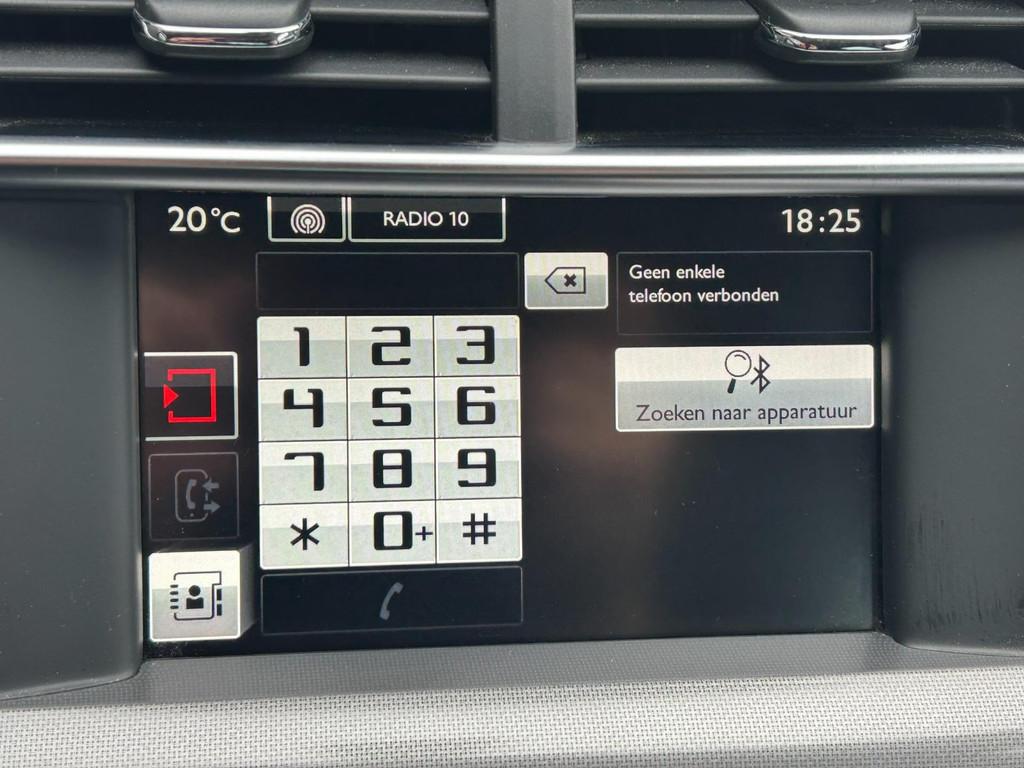 20°C
RADIO 10
18:25
Geen enkele
telefoon verbonden
1 2 3
4 5 6
7 8 9
* 0+ #
Zoeken naar apparatuur